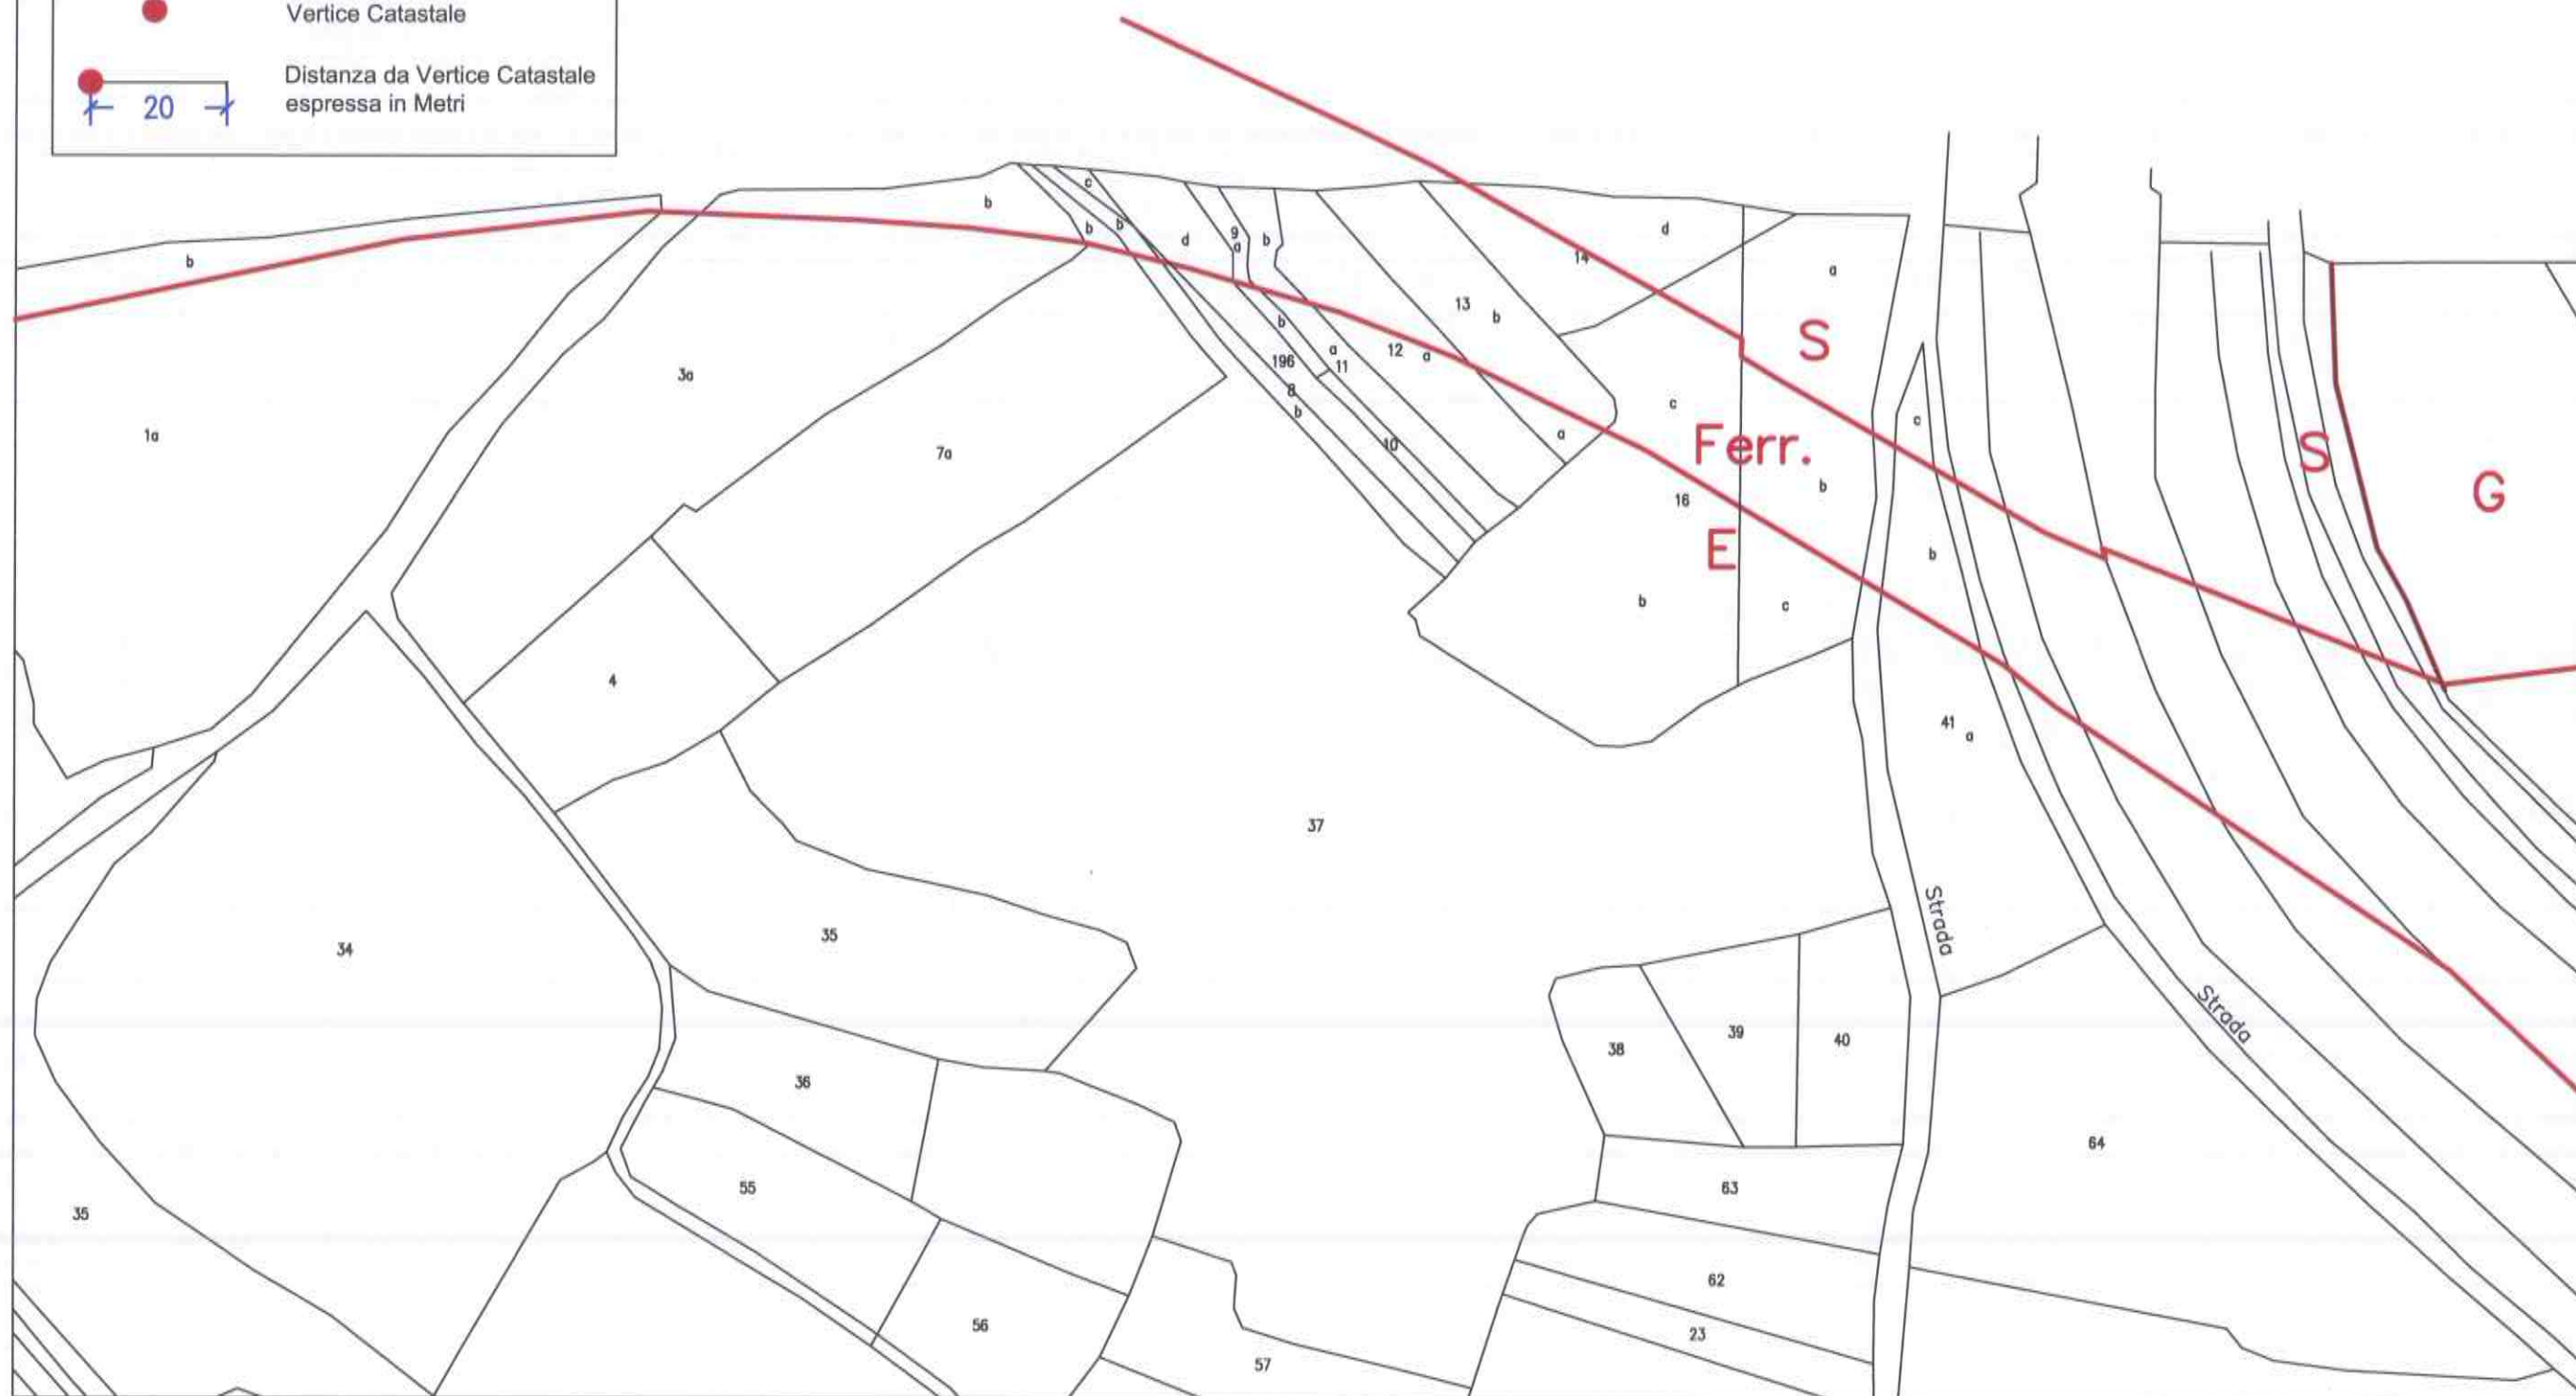 Vertice Catastale
Distanza da Vertice Catastale
espressa in Metri
20
b
c
b
b
b
d
9
a
b
d
14
a
13
b
S
b
196
8
b
a
11
12
a
10
a
c
c
3a
1a
7a
Ferr.
16
b
E
S
G
b
b
c
4
41
a
37
Strada
35
34
Strada
38
39
40
36
64
55
63
35
62
56
23
57